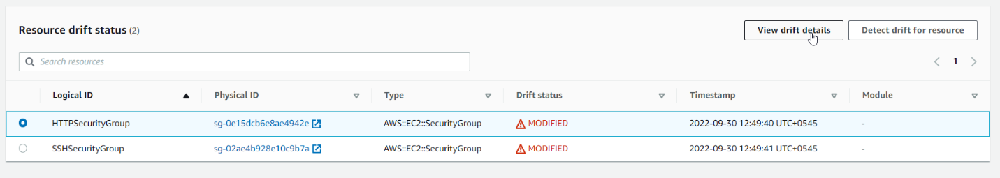 Resource drift status (2)
View drift details
Detect drift for resource
Search resources
1
Logical ID Physical ID Type Drift status Timestamp Module
HTTPSecurityGroup sg-0e15dcb6e8ae4942e AWS::EC2::SecurityGroup MODIFIED 2022-09-30 12:49:40 UTC+0545 -
SSHSecurityGroup sg-02ae4b928e10c9b7a AWS::EC2::SecurityGroup MODIFIED 2022-09-30 12:49:41 UTC+0545 -